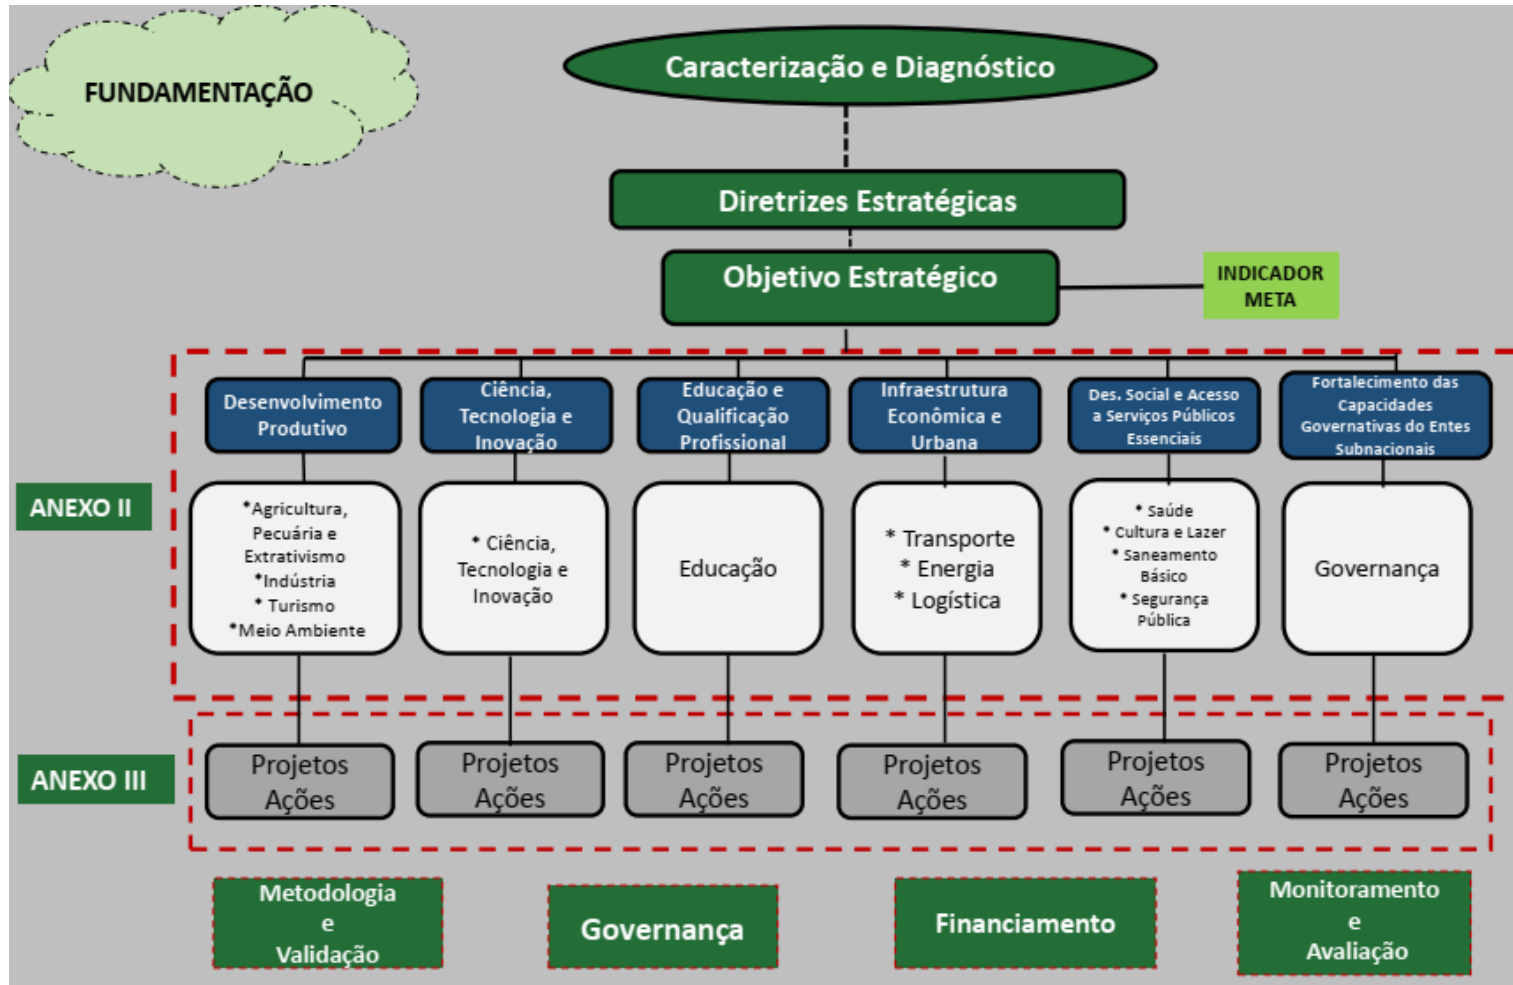 FUNDAMENTAÇÃO
Caracterização e Diagnóstico
Diretrizes Estratégicas
Objetivo Estratégico
INDICADOR
META
Desenvolvimento
Produtivo
Ciência,
Tecnologia e
Inovação
Educação e
Qualificação
Profissional
Infraestrutura
Econômica e
Urbana
Des. Social e Acesso
a Serviços Públicos
Essenciais
Fortalecimento das
Capacidades
Governativas do Entes
Subnacionais
ANEXO II
*Agricultura,
Pecuária e
Extrativismo
*Indústria
* Turismo
*Meio Ambiente
* Ciência,
Tecnologia e
Inovação
Educação
* Transporte
* Energia
* Logística
* Saúde
* Cultura e Lazer
* Saneamento
Básico
* Segurança
Pública
Governança
ANEXO III
Projetos
Ações
Projetos
Ações
Projetos
Ações
Projetos
Ações
Projetos
Ações
Projetos
Ações
Metodologia
e
Validação
Governança
Financiamento
Monitoramento
e
Avaliação